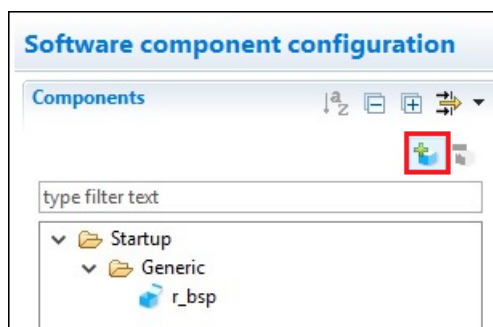 Software component configuration
Components
type filter text
Startup
Generic
r_bsp